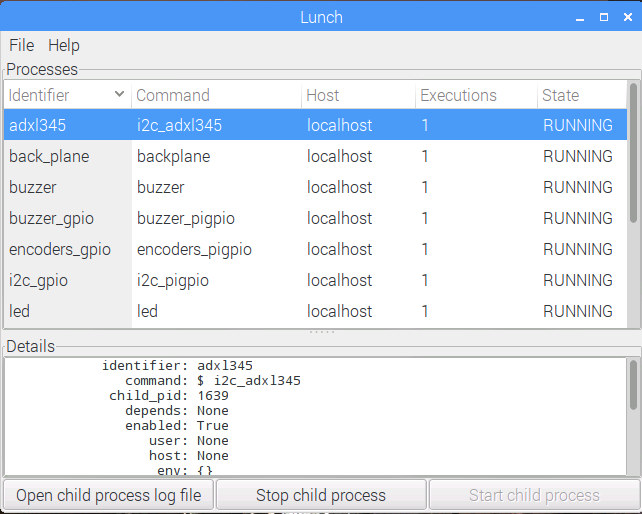 Lunch
File Help
Processes
Identifier Command Host Executions State
adxl345 i2c_adxl345 localhost 1 RUNNING
back_plane backplane localhost 1 RUNNING
buzzer buzzer localhost 1 RUNNING
buzzer_gpio buzzer_pigpio localhost 1 RUNNING
encoders_gpio encoders_pigpio localhost 1 RUNNING
i2c_gpio i2c_pigpio localhost 1 RUNNING
led led localhost 1 RUNNING
Details
identifier: adxl345
command: $ i2c_adxl345
child_pid: 1639
depends: None
enabled: True
user: None
host: None
env: {}
Open child process log file Stop child process Start child process